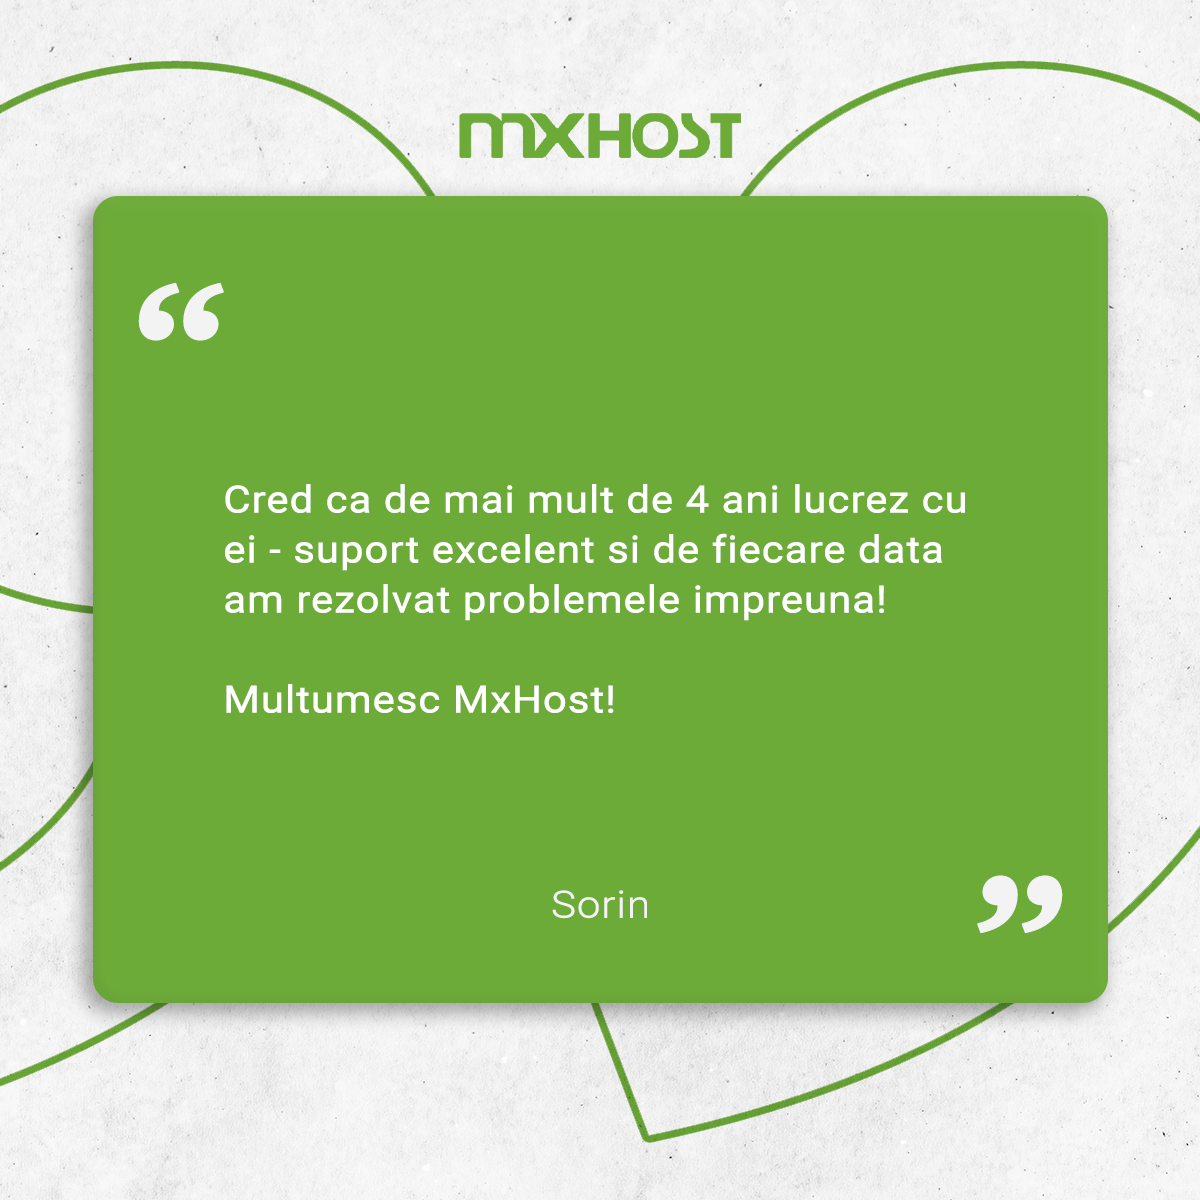 MXHOST
“
Cred ca de mai mult de 4 ani lucrez cu
ei - suport excelent si de fiecare data
am rezolvat problemele impreuna!
Multumesc MxHost!
Sorin
”